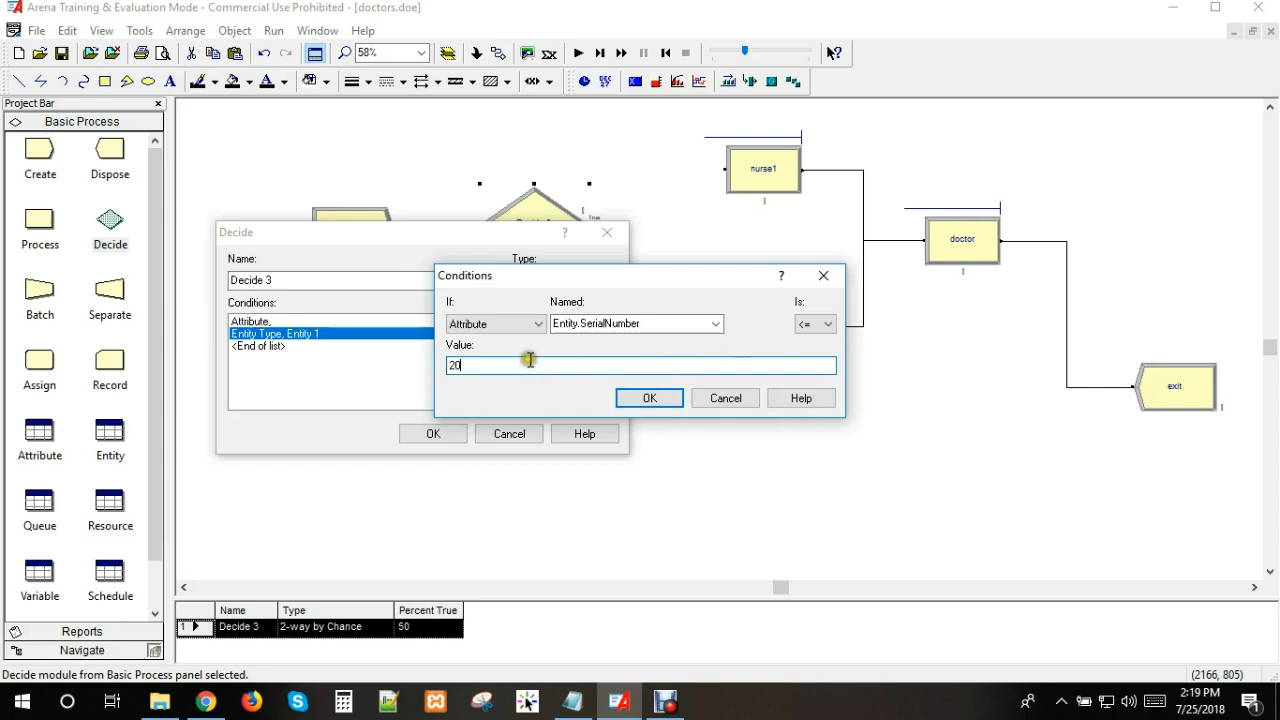 Arena Training & Evaluation Mode - Commercial Use Prohibited - [doctors.doe]
File Edit View Tools Arrange Object Run Window Help
58%
Project Bar
Basic Process
Create Dispose
Process Decide
Batch Separate
Assign Record
Attribute Entity
Queue Resource
Variable Schedule
Reports
Navigate
nurse1
doctor
exit
True
Decide
Name: Type:
Decide 3
Conditions:
Attribute,
Entity Type, Entity 1
<End of list>
OK Cancel Help
Conditions
If: Named: Is:
Attribute Entity.SerialNumber <=
Value:
20
OK Cancel Help
Name Type Percent True
1 Decide 3 2-way by Chance 50
Decide module from Basic Process panel selected. (2166, 805)
2:19 PM
7/25/2018